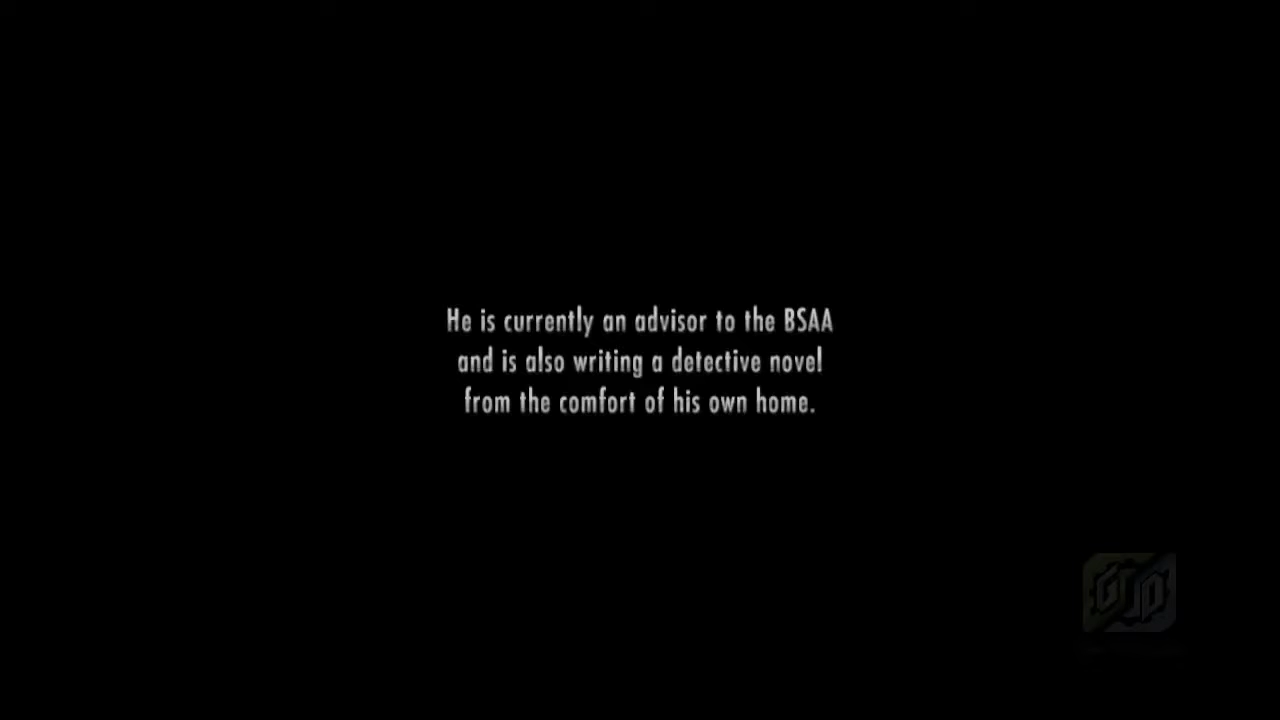 He is currently an advisor to the BSAA
and is also writing a detective novel
from the comfort of his own home.